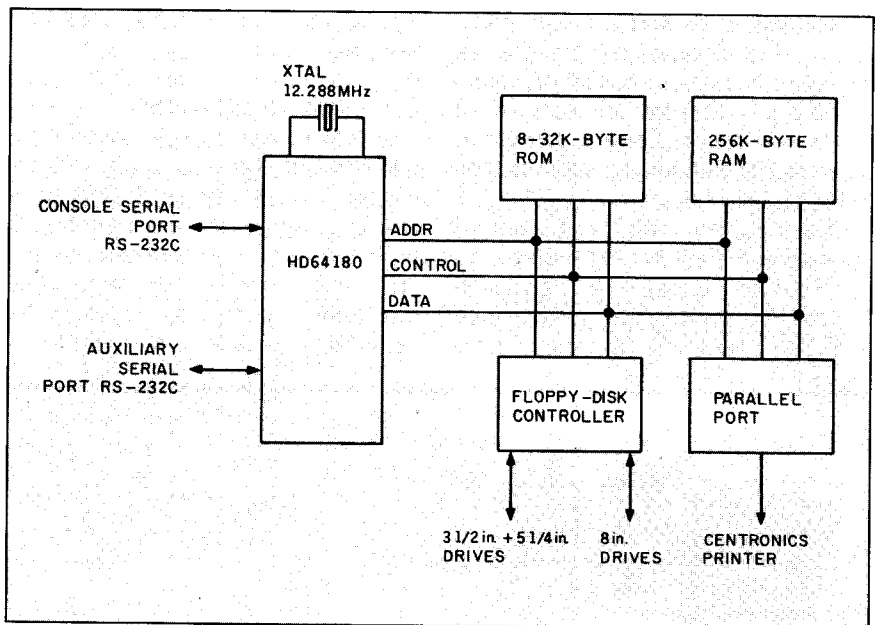 XTAL
12.288MHz
8-32K-BYTE
ROM
256K-BYTE
RAM
CONSOLE SERIAL
PORT
RS-232C
HD64180
ADDR
CONTROL
DATA
AUXILIARY
SERIAL
PORT RS-232C
FLOPPY-DISK
CONTROLLER
PARALLEL
PORT
3 1/2 in. + 5 1/4 in.
DRIVES
8 in.
DRIVES
CENTRONICS
PRINTER